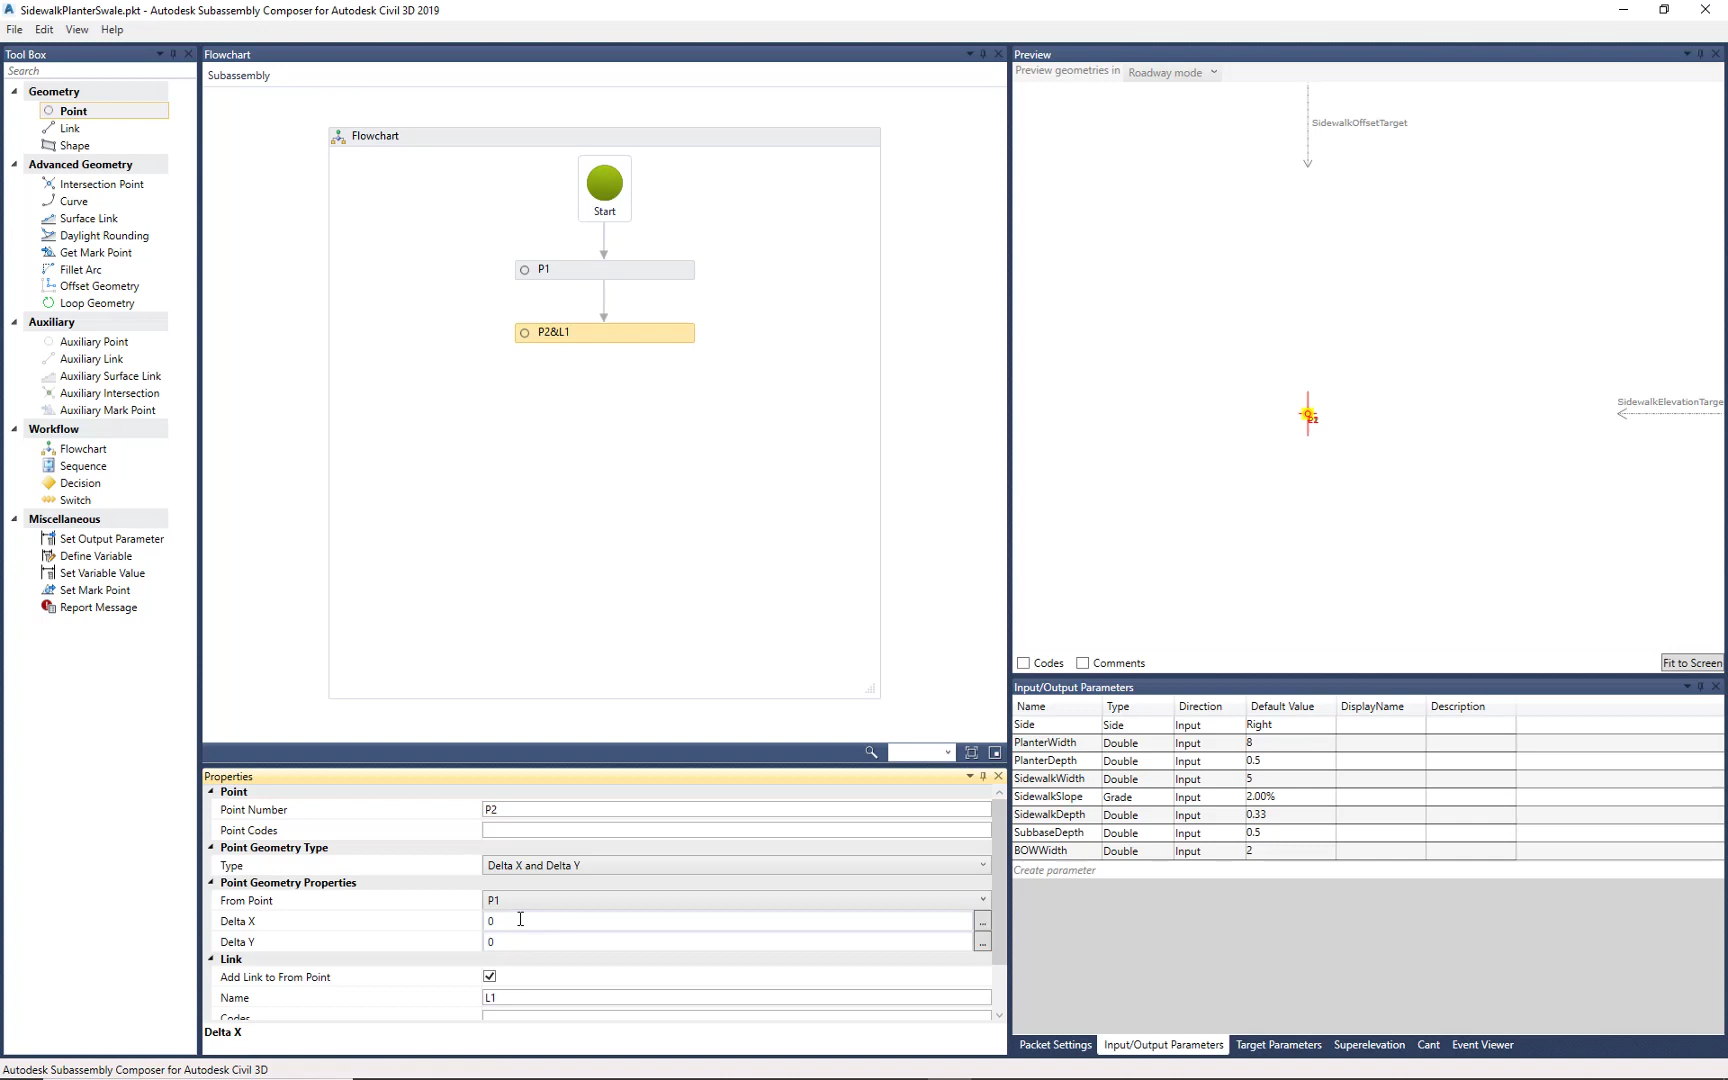 SidewalkPlanterSwale.pkt - Autodesk Subassembly Composer for Autodesk Civil 3D 2019
File Edit View Help
Tool Box
Search
Geometry
Point
Link
Shape
Advanced Geometry
Intersection Point
Curve
Surface Link
Daylight Rounding
Get Mark Point
Fillet Arc
Offset Geometry
Loop Geometry
Auxiliary
Auxiliary Point
Auxiliary Link
Auxiliary Surface Link
Auxiliary Intersection
Auxiliary Mark Point
Workflow
Flowchart
Sequence
Decision
Switch
Miscellaneous
Set Output Parameter
Define Variable
Set Variable Value
Set Mark Point
Report Message
Flowchart
Subassembly
Flowchart
Start
P1
P2&L1
Properties
Point
Point Number P2
Point Codes
Point Geometry Type
Type Delta X and Delta Y
Point Geometry Properties
From Point P1
Delta X 0 ...
Delta Y 0 ...
Link
Add Link to From Point
Name L1
Codes
Delta X
Preview
Preview geometries in Roadway mode
SidewalkOffsetTarget
SidewalkElevationTarge
Codes Comments Fit to Screen
Input/Output Parameters
Name Type Direction Default Value DisplayName Description
Side Side Input Right
PlanterWidth Double Input 8
PlanterDepth Double Input 0.5
SidewalkWidth Double Input 5
SidewalkSlope Grade Input 2.00%
SidewalkDepth Double Input 0.33
SubbaseDepth Double Input 0.5
BOWWidth Double Input 2
Create parameter
Packet Settings Input/Output Parameters Target Parameters Superelevation Cant Event Viewer
Autodesk Subassembly Composer for Autodesk Civil 3D